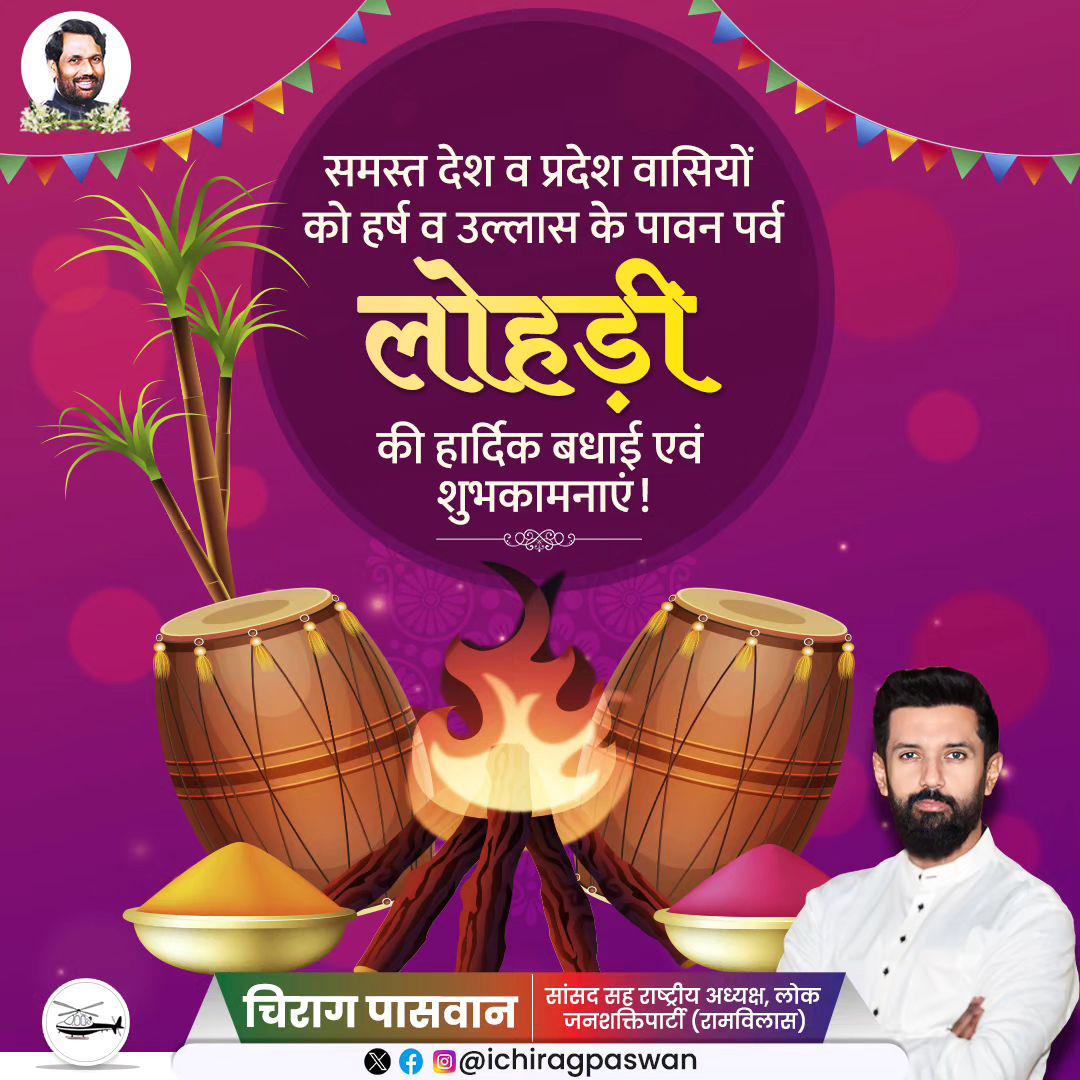 समस्त देश व प्रदेश वासियों
को हर्ष व उल्लास के पावन पर्व
लोहड़ी
की हार्दिक बधाई एवं
शुभकामनाएं !
चिराग पासवान
सांसद सह राष्ट्रीय अध्यक्ष, लोक
जनशक्तिपार्टी (रामविलास)
@ichiragpaswan